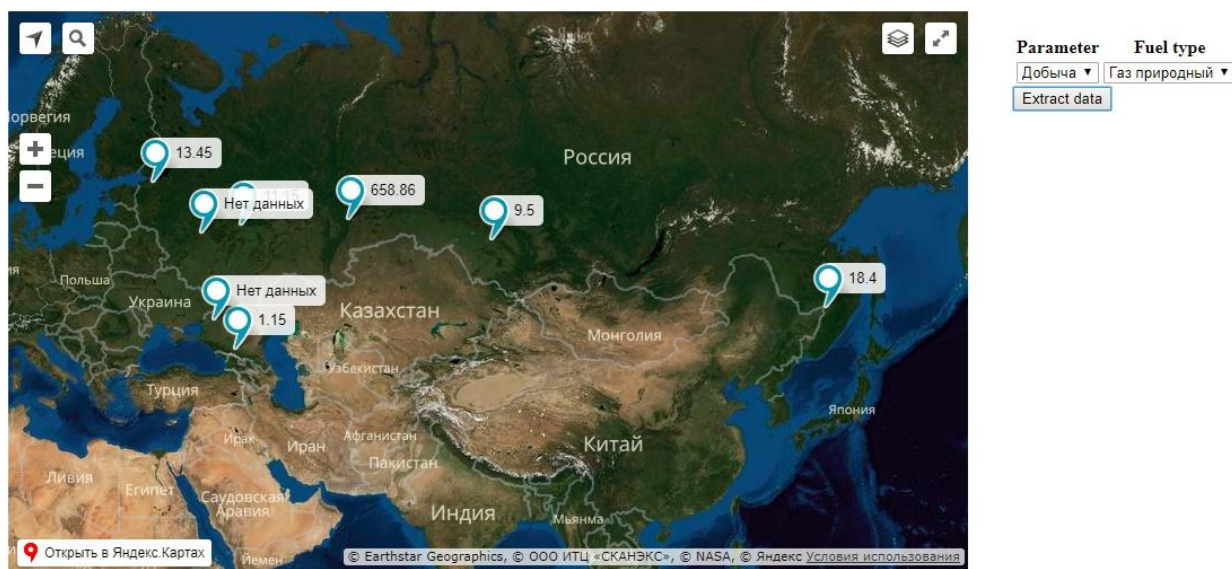 Яndex
Parameter Fuel type
Добыча Газ природный
Extract data
орвегия
еция
13.45
Россия
658.86
Нет данных
9.5
Польша
Нет данных
18.4
Украина
Казахстан
1.15
Монголия
Узбекистан
Турция
Япония
Ирак
Иран
Афганистан
Китай
Пакистан
Ливия
Египет
Саудовская
Аравия
Индия
Мьянма
Йемен
Открыть в Яндекс.Картах
© Earthstar Geographics, © ООО ИТЦ «СКАНЭКС», © NASA, © Яндекс Условия использования